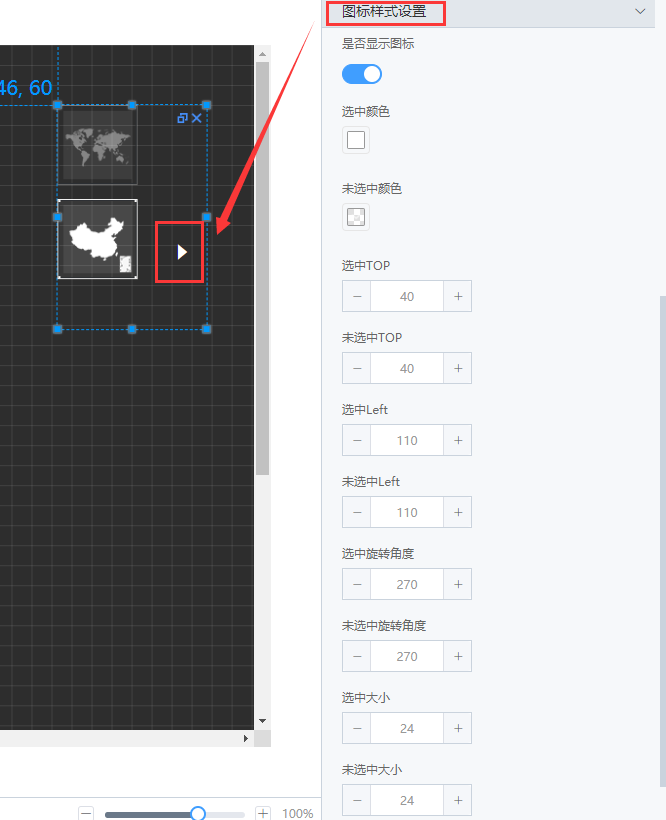 图标样式设置
是否显示图标
46, 60
选中颜色
未选中颜色
选中TOP
− 40 +
未选中TOP
− 40 +
选中Left
− 110 +
未选中Left
− 110 +
选中旋转角度
− 270 +
未选中旋转角度
− 270 +
选中大小
− 24 +
未选中大小
− 24 +
− + 100%